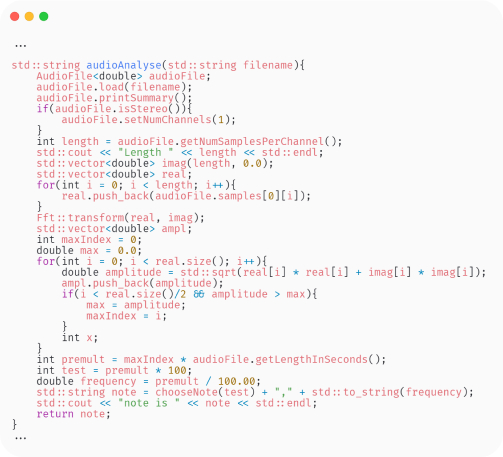 ...
std::string audioAnalyse(std::string filename){
    AudioFile<double> audioFile;
    audioFile.load(filename);
    audioFile.printSummary();
    if(audioFile.isStereo()){
        audioFile.setNumChannels(1);
    }
    int length = audioFile.getNumSamplesPerChannel();
    std::cout << "Length " << length << std::endl;
    std::vector<double> imag(length, 0.0);
    std::vector<double> real;
    for(int i = 0; i < length; i++){
        real.push_back(audioFile.samples[0][i]);
    }
    Fft::transform(real, imag);
    std::vector<double> ampl;
    int maxIndex = 0;
    double max = 0.0;
    for(int i = 0; i < real.size(); i++){
        double amplitude = std::sqrt(real[i] * real[i] + imag[i] * imag[i]);
        ampl.push_back(amplitude);
        if(i < real.size()/2 && amplitude > max){
            max = amplitude;
            maxIndex = i;
        }
        int x;
    }
    int premult = maxIndex * audioFile.getLengthInSeconds();
    int test = premult * 100;
    double frequency = premult / 100.00;
    std::string note = chooseNote(test) + "," + std::to_string(frequency);
    std::cout << "note is " << note << std::endl;
    return note;
}
...